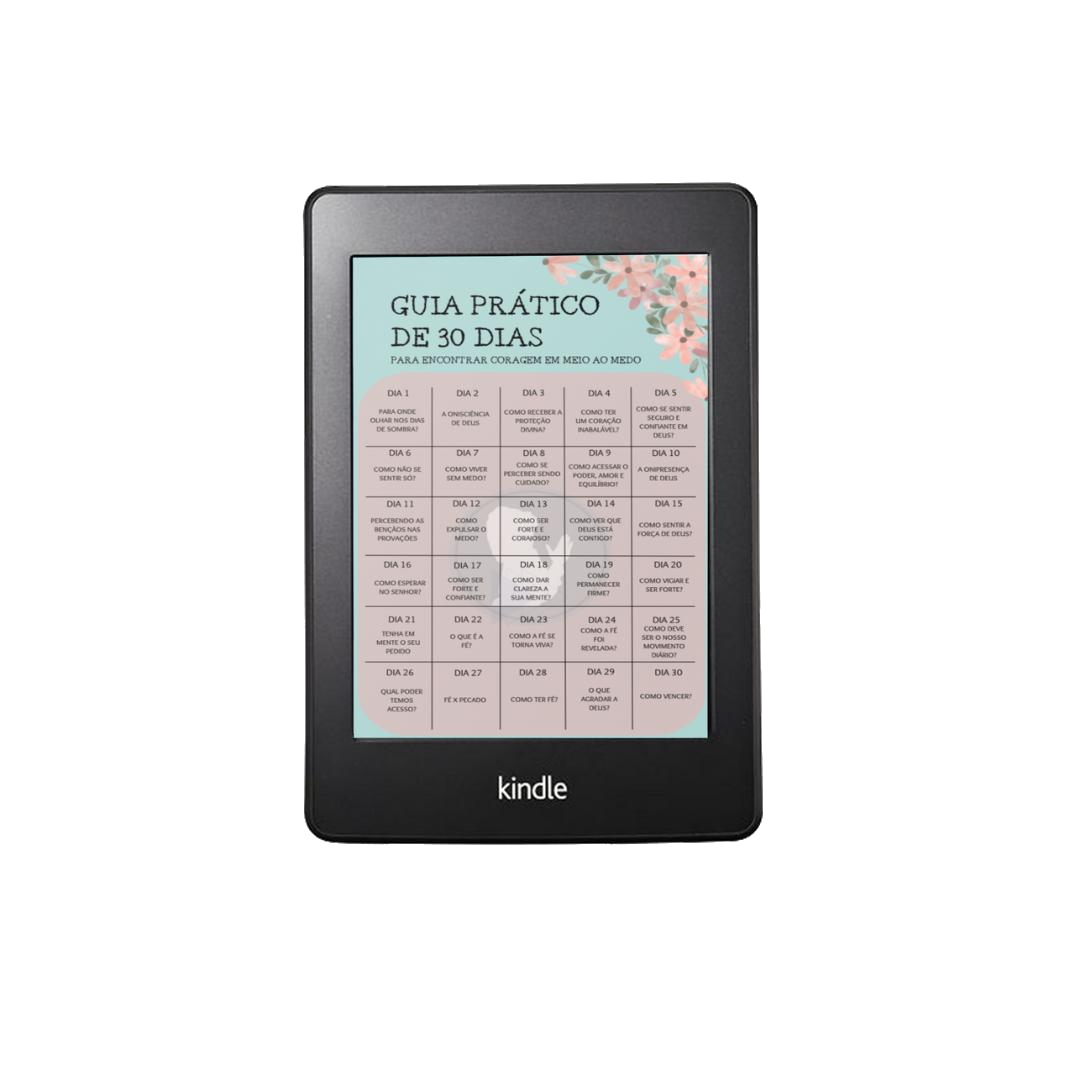 GUIA PRÁTICO
DE 30 DIAS
PARA ENCONTRAR CORAGEM EM MEIO AO MEDO
DIA 1
PARA ONDE
OLHAR NOS DIAS
DE SOMBRA?
DIA 2
A ONISCIÊNCIA
DE DEUS
DIA 3
COMO RECEBER A
PROTEÇÃO
DIVINA?
DIA 4
COMO TER
UM CORAÇÃO
INABALÁVEL?
DIA 5
COMO SE SENTIR
SEGURO E
CONFIANTE EM
DEUS?
DIA 6
COMO NÃO SE
SENTIR SÓ?
DIA 7
COMO VIVER
SEM MEDO?
DIA 8
COMO SE
PERCEBER SENDO
CUIDADO?
DIA 9
COMO ACESSAR O
PODER, AMOR E
EQUILÍBRIO?
DIA 10
A ONIPRESENÇA
DE DEUS
DIA 11
PERCEBENDO AS
BENÇÃOS NAS
PROVAÇÕES
DIA 12
COMO
EXPULSAR O
MEDO?
DIA 13
COMO SER
FORTE E
CORAJOSO?
DIA 14
COMO VER QUE
DEUS ESTÁ
CONTIGO?
DIA 15
COMO SENTIR A
FORÇA DE DEUS?
DIA 16
COMO ESPERAR
NO SENHOR?
DIA 17
COMO SER
FORTE E
CONFIANTE?
DIA 18
COMO DAR
CLAREZA A
SUA MENTE?
DIA 19
COMO
PERMANECER
FIRME?
DIA 20
COMO VIGIAR E
SER FORTE?
DIA 21
TENHA EM
MENTE O SEU
PEDIDO
DIA 22
O QUE É A
FÉ?
DIA 23
COMO A FÉ SE
TORNA VIVA?
DIA 24
COMO A FÉ
FOI
REVELADA?
DIA 25
COMO DEVE
SER O NOSSO
MOVIMENTO
DIÁRIO?
DIA 26
QUAL PODER
TEMOS
ACESSO?
DIA 27
FÉ X PECADO
DIA 28
COMO TER FÉ?
DIA 29
O QUE
AGRADAR A
DEUS?
DIA 30
COMO VENCER?
kindle